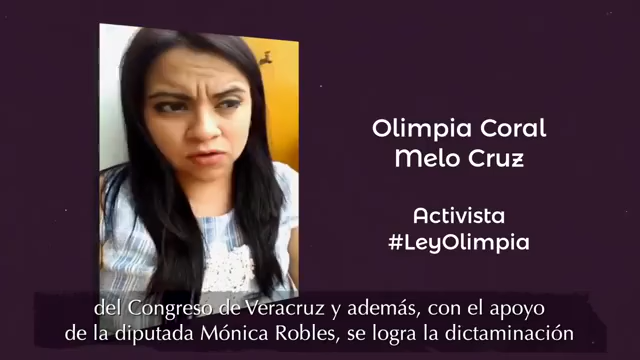 Olimpia Coral
Melo Cruz
Activista
#LeyOlimpia
del Congreso de Veracruz y además, con el apoyo
de la diputada Mónica Robles, se logra la dictaminación